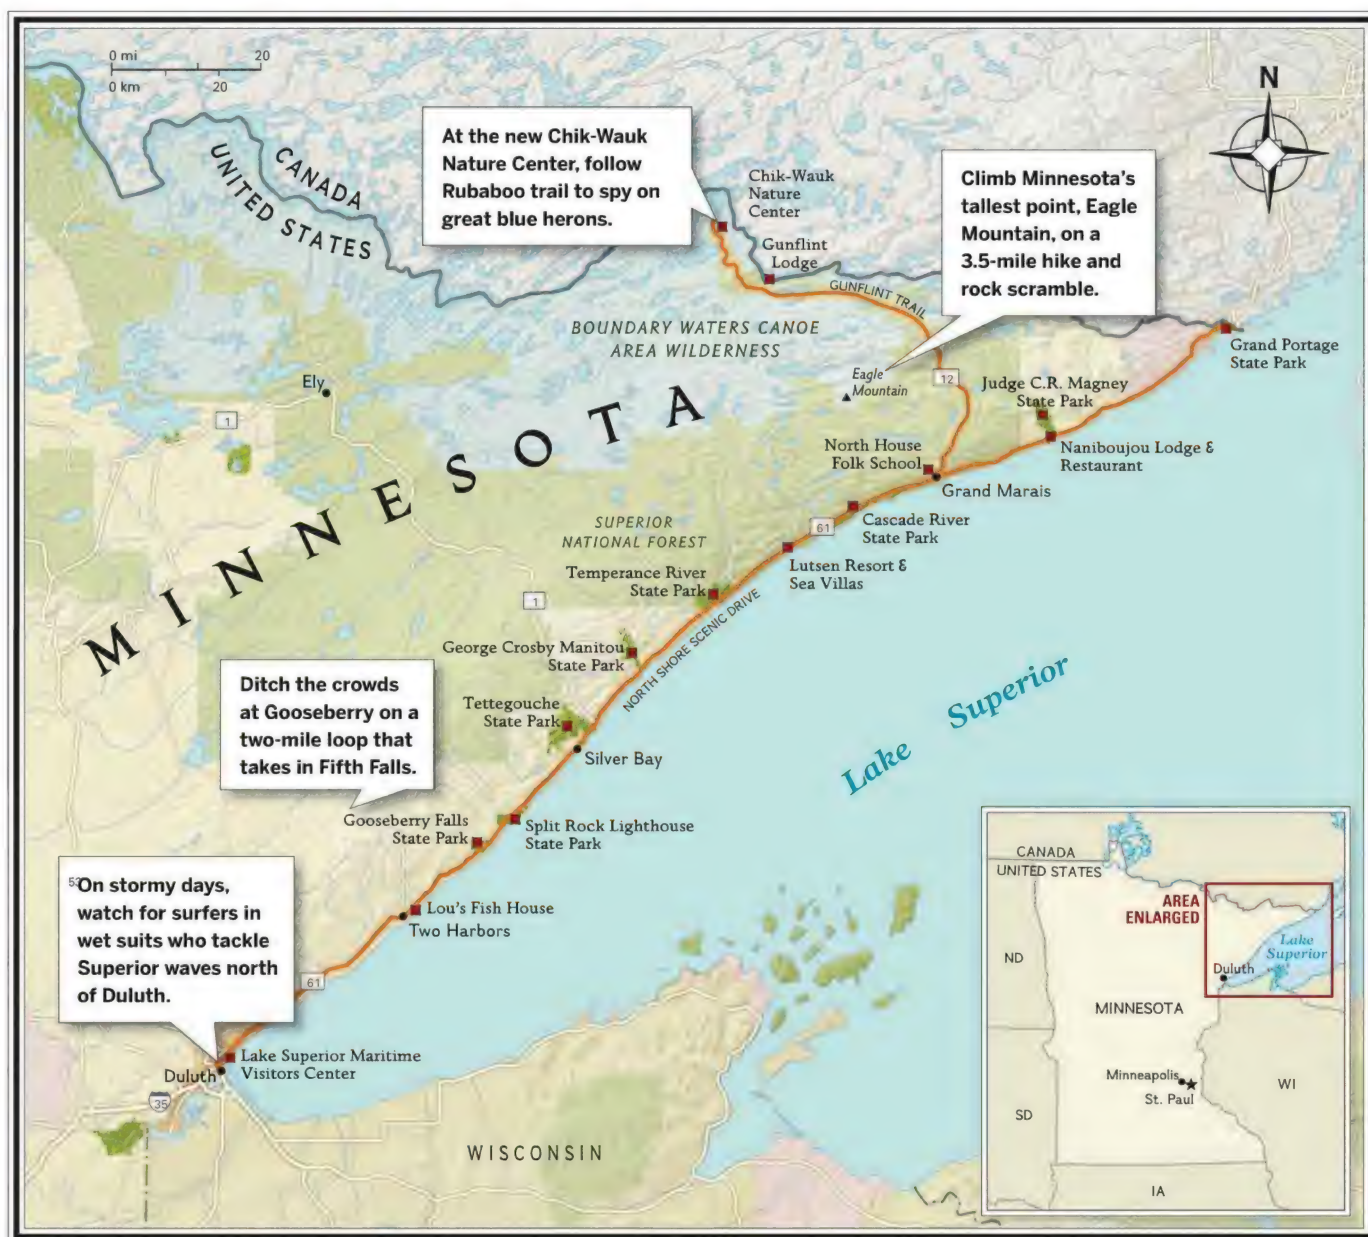 0 mi 20
0 km 20
N
CANADA
UNITED STATES
At the new Chik-Wauk
Nature Center, follow
Rubaboo trail to spy on
great blue herons.
Chik-Wauk
Nature
Center
Gunflint
Lodge
GUNFLINT TRAIL
Climb Minnesota's
tallest point, Eagle
Mountain, on a
3.5-mile hike and
rock scramble.
BOUNDARY WATERS CANOE
AREA WILDERNESS
Grand Portage
State Park
Ely
1
Eagle
Mountain
12
Judge C.R. Magney
State Park
MINNESOTA
North House
Folk School
Naniboujou Lodge &
Restaurant
Grand Marais
SUPERIOR
NATIONAL FOREST
61
Cascade River
State Park
Lutsen Resort &
Sea Villas
Temperance River
State Park
1
NORTH SHORE SCENIC DRIVE
George Crosby Manitou
State Park
Lake Superior
Ditch the crowds
at Gooseberry on a
two-mile loop that
takes in Fifth Falls.
Tettegouche
State Park
Silver Bay
Gooseberry Falls
State Park
Split Rock Lighthouse
State Park
53
On stormy days,
watch for surfers in
wet suits who tackle
Superior waves north
of Duluth.
Lou's Fish House
Two Harbors
61
Lake Superior Maritime
Visitors Center
Duluth
35
WISCONSIN
CANADA
UNITED STATES
AREA
ENLARGED
Lake
Superior
ND
Duluth
MINNESOTA
Minneapolis
St. Paul
WI
SD
IA